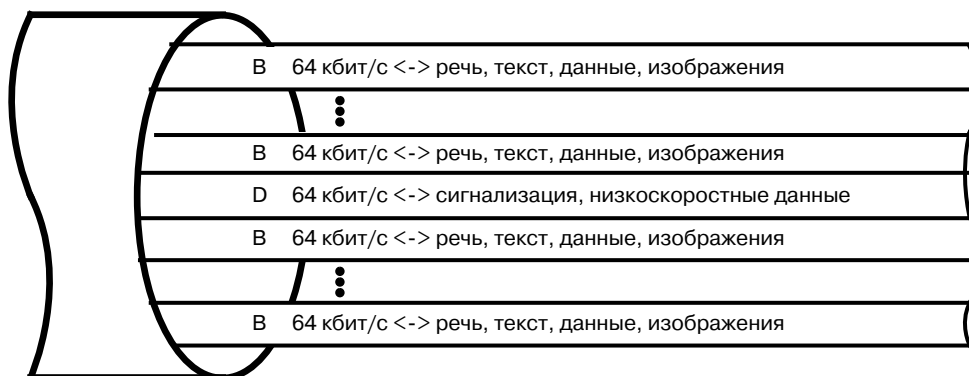 B 64 кбит/с <-> речь, текст, данные, изображения
B 64 кбит/с <-> речь, текст, данные, изображения
D 64 кбит/с <-> сигнализация, низкоскоростные данные
B 64 кбит/с <-> речь, текст, данные, изображения
B 64 кбит/с <-> речь, текст, данные, изображения